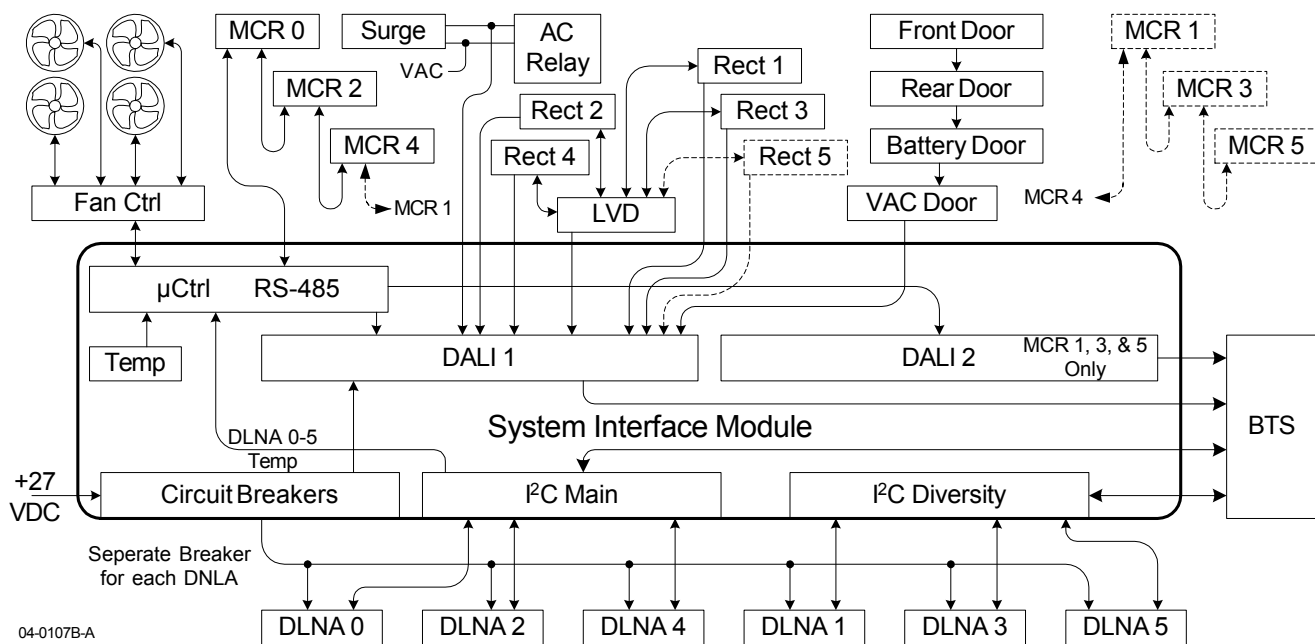 MCR 0
Surge
VAC
AC
Relay
Rect 1
Front Door
MCR 1
MCR 2
Rear Door
MCR 3
Rect 2
Rect 3
MCR 4
Battery Door
MCR 5
Rect 4
Rect 5
Fan Ctrl
MCR 1
LVD
VAC Door
MCR 4
µCtrl RS-485
Temp
DALI 1
DALI 2
MCR 1, 3, & 5
Only
System Interface Module
BTS
DLNA 0-5
Temp
+27
VDC
Circuit Breakers
I²C Main
I²C Diversity
Seperate Breaker
for each DNLA
DLNA 0
DLNA 2
DLNA 4
DLNA 1
DLNA 3
DLNA 5
04-0107B-A